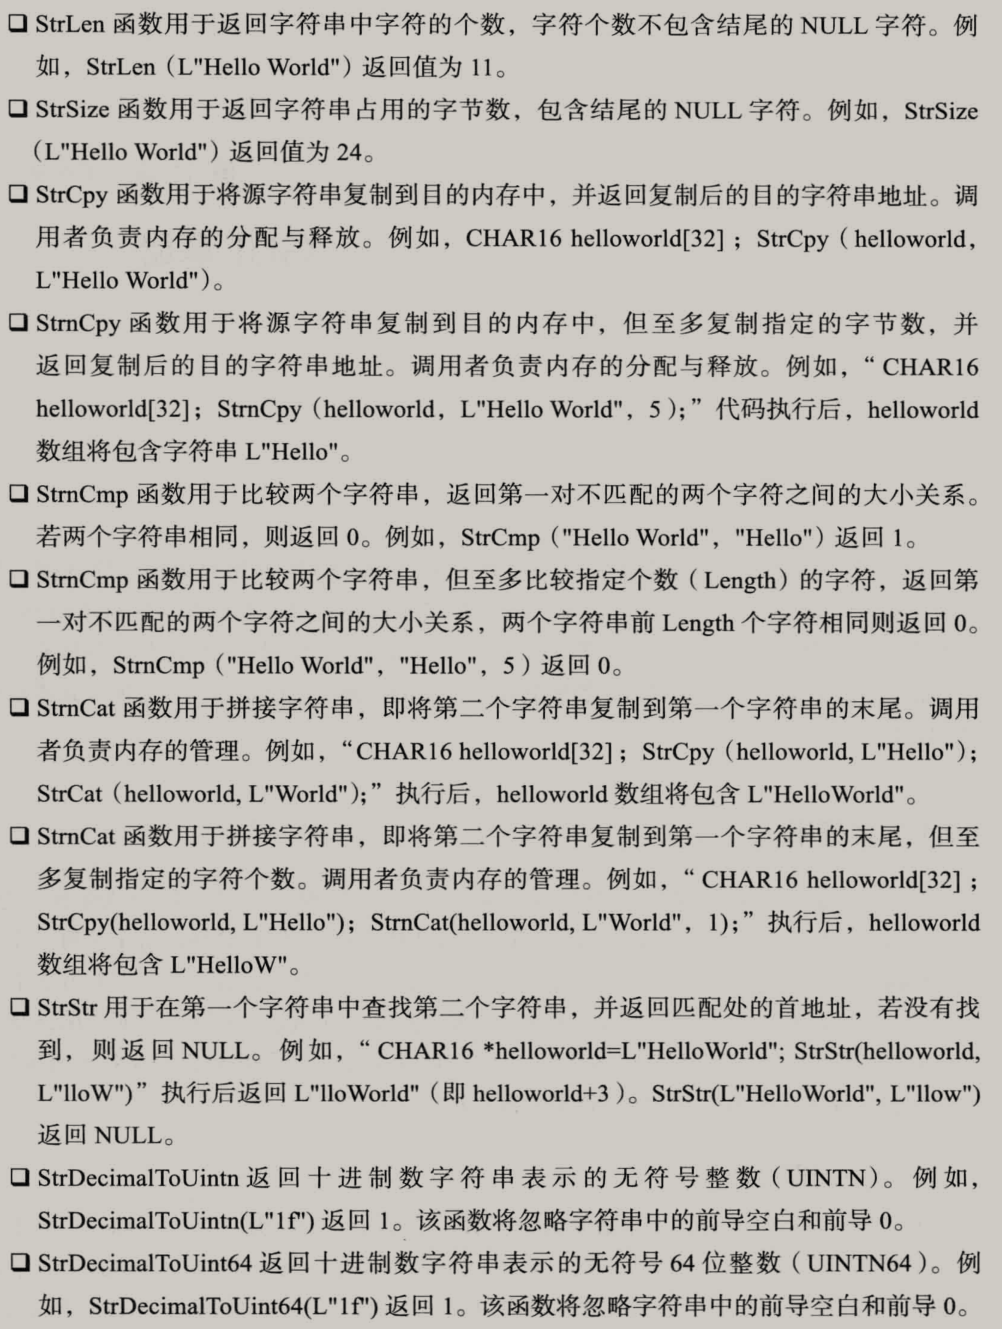 ❑ StrLen 函数用于返回字符串中字符的个数，字符个数不包含结尾的 NULL 字符。例
如，StrLen（L"Hello World"）返回值为 11。
❑ StrSize 函数用于返回字符串占用的字节数，包含结尾的 NULL 字符。例如，StrSize
（L"Hello World"）返回值为 24。
❑ StrCpy 函数用于将源字符串复制到目的内存中，并返回复制后的目的字符串地址。调
用者负责内存的分配与释放。例如，CHAR16 helloworld[32]；StrCpy（helloworld，
L"Hello World"）。
❑ StrnCpy 函数用于将源字符串复制到目的内存中，但至多复制指定的字节数，并
返回复制后的目的字符串地址。调用者负责内存的分配与释放。例如，“CHAR16
helloworld[32]；StrnCpy（helloworld，L"Hello World"，5）;”代码执行后，helloworld
数组将包含字符串 L"Hello"。
❑ StrnCmp 函数用于比较两个字符串，返回第一对不匹配的两个字符之间的大小关系。
若两个字符串相同，则返回 0。例如，StrCmp（"Hello World"，"Hello"）返回 1。
❑ StrnCmp 函数用于比较两个字符串，但至多比较指定个数（Length）的字符，返回第
一对不匹配的两个字符之间的大小关系，两个字符串前 Length 个字符相同则返回 0。
例如，StrnCmp（"Hello World"，"Hello"，5）返回 0。
❑ StrnCat 函数用于拼接字符串，即将第二个字符串复制到第一个字符串的末尾。调用
者负责内存的管理。例如，“CHAR16 helloworld[32]；StrCpy（helloworld, L"Hello"）;
StrCat（helloworld, L"World"）;”执行后，helloworld 数组将包含 L"HelloWorld"。
❑ StrnCat 函数用于拼接字符串，即将第二个字符串复制到第一个字符串的末尾，但至
多复制指定的字符个数。调用者负责内存的管理。例如，“CHAR16 helloworld[32]；
StrCpy(helloworld, L"Hello")；StrnCat(helloworld, L"World"，1);”执行后，helloworld
数组将包含 L"HelloW"。
❑ StrStr 用于在第一个字符串中查找第二个字符串，并返回匹配处的首地址，若没有找
到，则返回 NULL。例如，“CHAR16 *helloworld=L"HelloWorld"; StrStr(helloworld,
L"lloW")”执行后返回 L"lloWorld"（即 helloworld+3）。StrStr(L"HelloWorld", L"llow")
返回 NULL。
❑ StrDecimalToUintn 返回十进制数字符串表示的无符号整数（UINTN）。例如，
StrDecimalToUintn(L"1f") 返回 1。该函数将忽略字符串中的前导空白和前导 0。
❑ StrDecimalToUint64 返回十进制数字符串表示的无符号 64 位整数（UINTN64）。例
如，StrDecimalToUint64(L"1f") 返回 1。该函数将忽略字符串中的前导空白和前导 0。